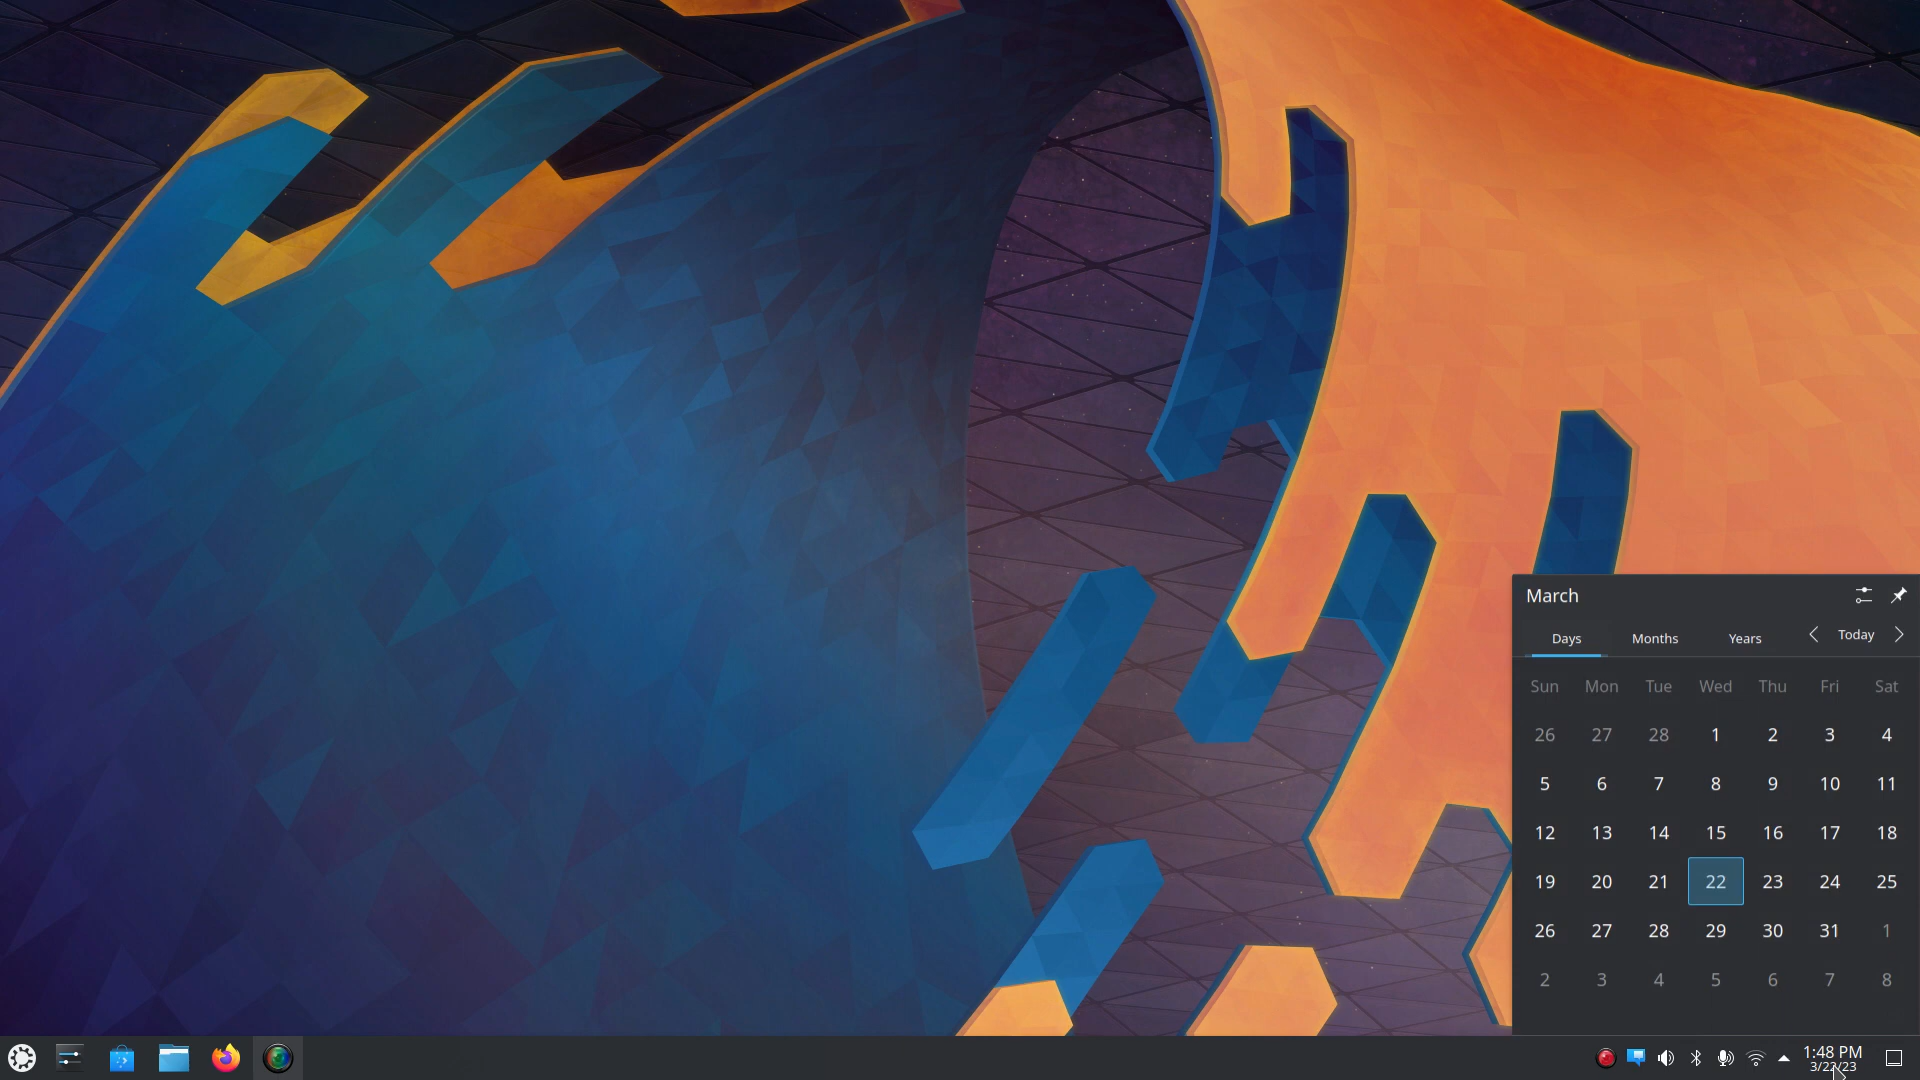 March
Days Months Years Today
Sun Mon Tue Wed Thu Fri Sat
26 27 28 1 2 3 4
5 6 7 8 9 10 11
12 13 14 15 16 17 18
19 20 21 22 23 24 25
26 27 28 29 30 31 1
2 3 4 5 6 7 8
1:48 PM
3/22/23